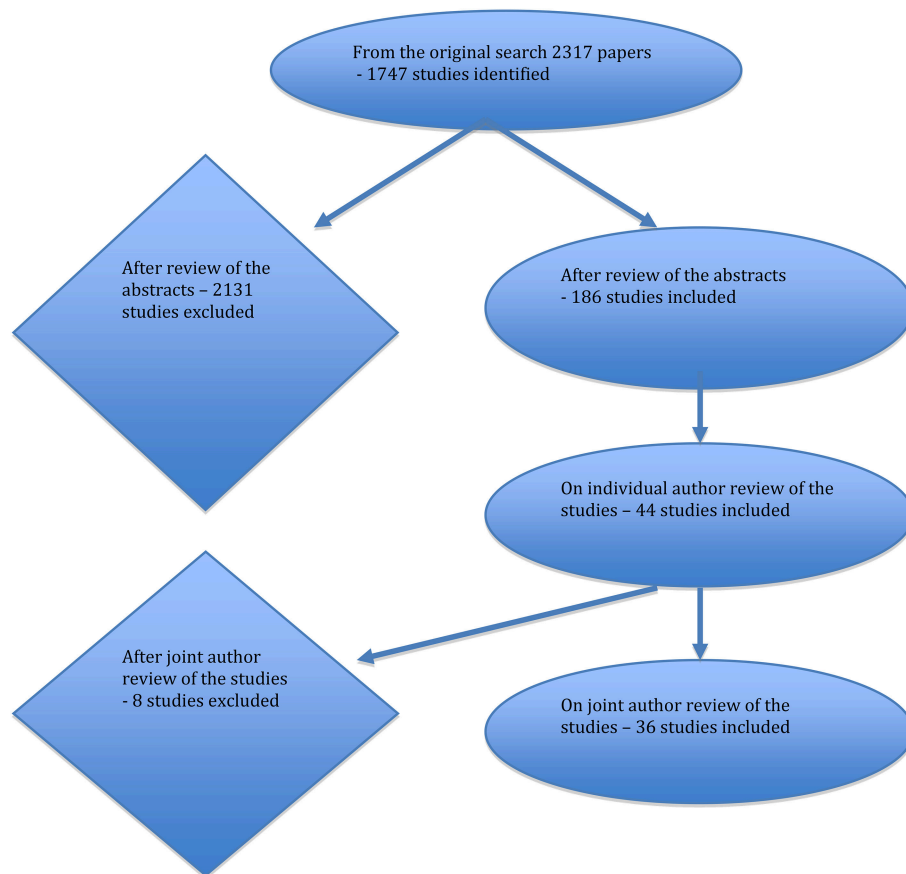 From the original search 2317 papers
- 1747 studies identified
After review of the
abstracts – 2131
studies excluded
After review of the abstracts
- 186 studies included
On individual author review of the
studies – 44 studies included
After joint author
review of the studies
- 8 studies excluded
On joint author review of the
studies – 36 studies included